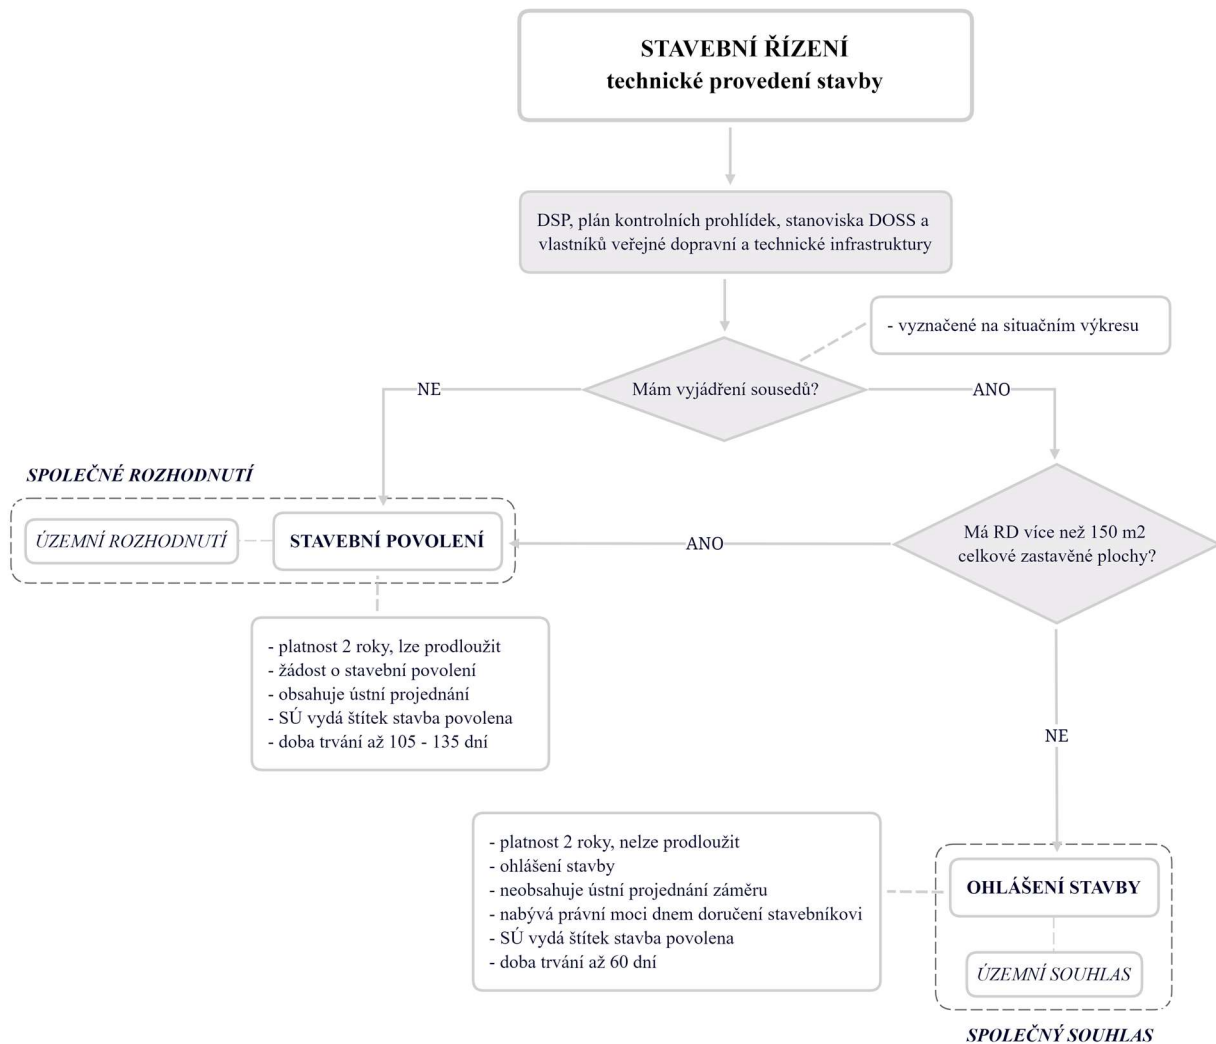 STAVEBNÍ ŘÍZENÍ
technické provedení stavby
DSP, plán kontrolních prohlídek, stanoviska DOSS a
vlastníků veřejné dopravní a technické infrastruktury
- vyznačené na situačním výkresu
Mám vyjádření sousedů?
NE
ANO
SPOLEČNÉ ROZHODNUTÍ
ÚZEMNÍ ROZHODNUTÍ
STAVEBNÍ POVOLENÍ
ANO
Má RD více než 150 m2
celkové zastavěné plochy?
- platnost 2 roky, lze prodloužit
- žádost o stavební povolení
- obsahuje ústní projednání
- SÚ vydá štítek stavba povolena
- doba trvání až 105 - 135 dní
NE
- platnost 2 roky, nelze prodloužit
- ohlášení stavby
- neobsahuje ústní projednání záměru
- nabývá právní moci dnem doručení stavebníkovi
- SÚ vydá štítek stavba povolena
- doba trvání až 60 dní
OHLÁŠENÍ STAVBY
ÚZEMNÍ SOUHLAS
SPOLEČNÝ SOUHLAS